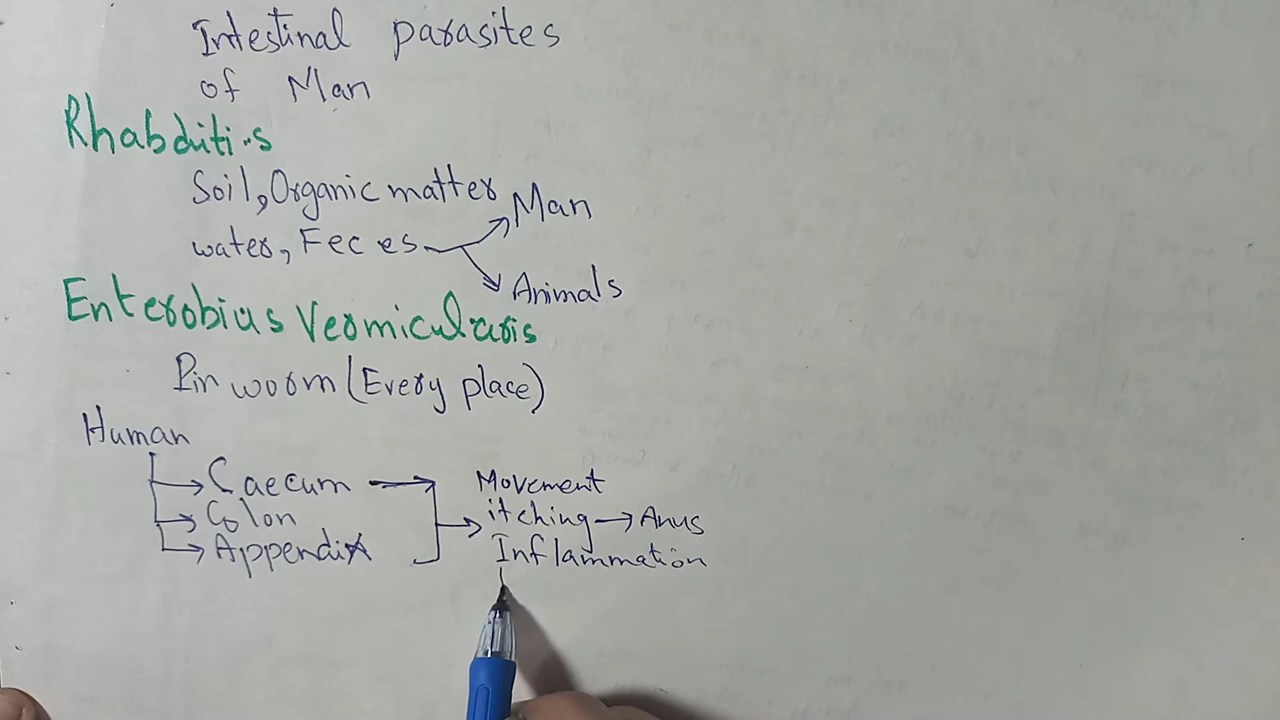 Intestinal parasites
of Man
Rhabditis
Soil, Organic matter
water, Feces → Man
→ Animals
Enterobius Vermicularis
Pin worm (Every place)
Human
→ Caecum → Movement
→ Colon → itching → Anus
→ Appendix Inflammation